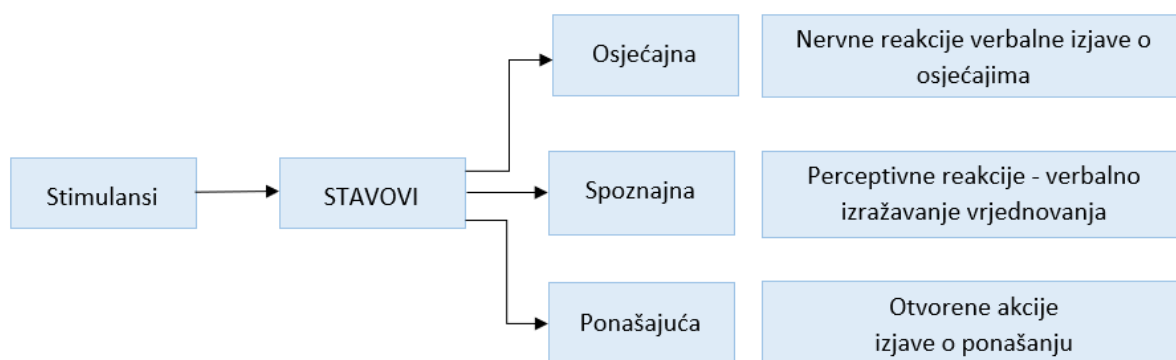 Osjećajna
Nervne reakcije verbalne izjave o
osjećajima
Stimulansi
STAVOVI
Spoznajna
Perceptivne reakcije - verbalno
izražavanje vrjednovanja
Ponašajuća
Otvorene akcije
izjave o ponašanju